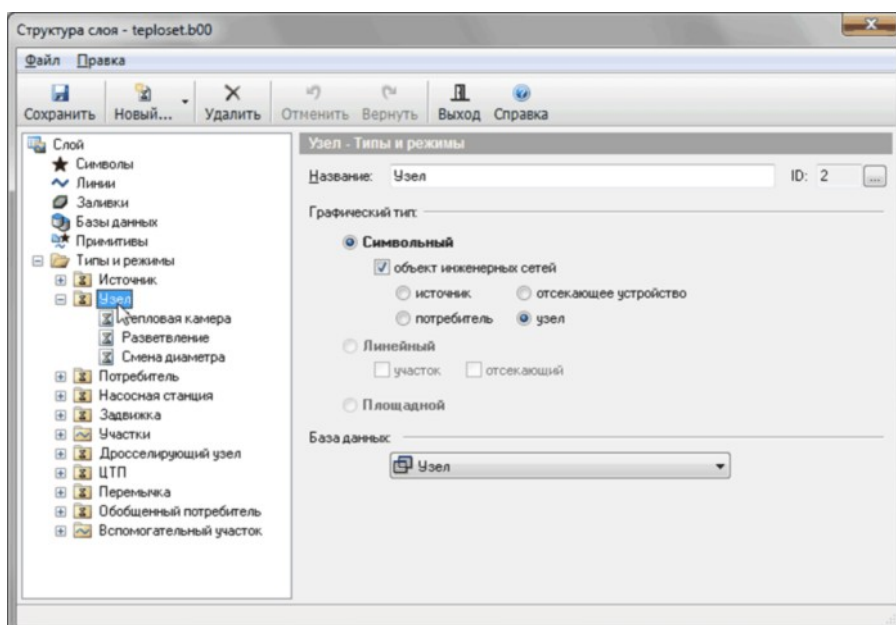 Структура слоя - teploset.b00
Файл Правка
Сохранить Новый... Удалить Отменить Вернуть Выход Справка
Слой
Символы
Линии
Заливки
Базы данных
Примитивы
Типы и режимы
Источник
Узел
Тепловая камера
Разветвление
Смена диаметра
Потребитель
Насосная станция
Задвижка
Участки
Дросселирующий узел
ЦТП
Перемычка
Обобщенный потребитель
Вспомогательный участок
Узел - Типы и режимы
Название: Узел ID: 2 ...
Графический тип:
Символьный
объект инженерных сетей
источник отсекающее устройство
потребитель узел
Линейный
участок отсекающий
Площадной
База данных:
Узел